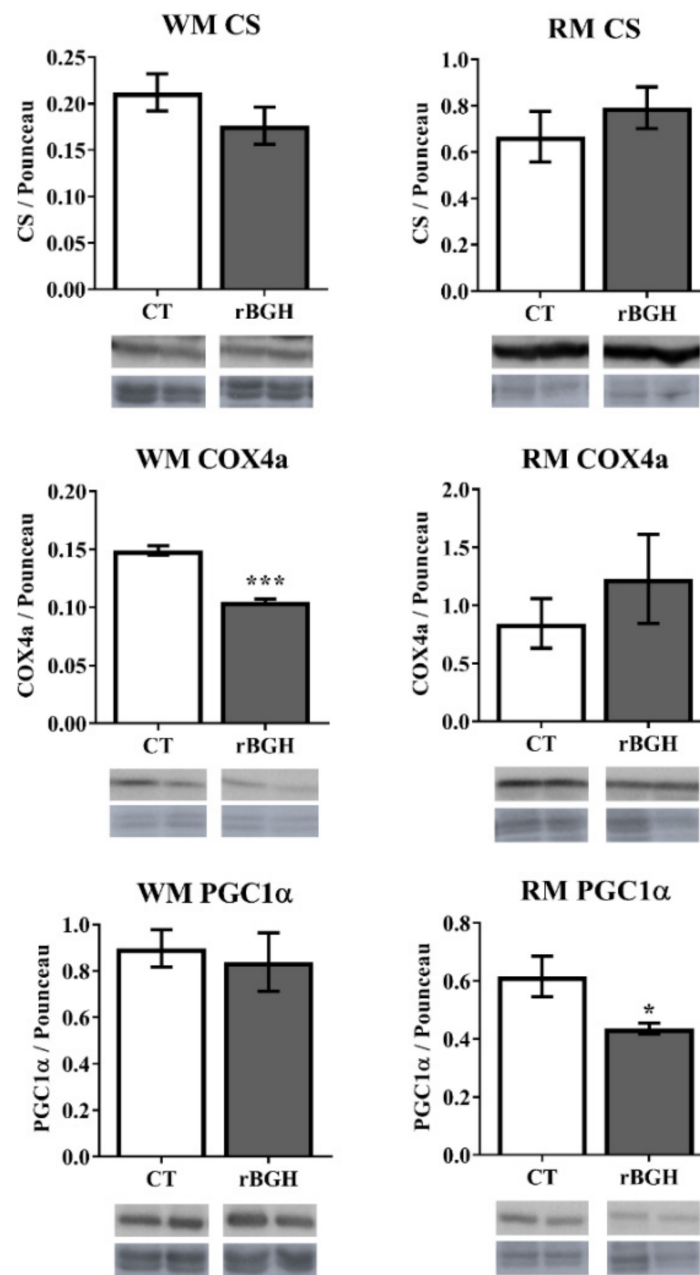 WM CS
CS / Pounceau
0.25
0.20
0.15
0.10
0.05
0.00
CT
rBGH
RM CS
CS / Pounceau
1.0
0.8
0.6
0.4
0.2
0.0
CT
rBGH
WM COX4a
COX4a / Pounceau
0.20
0.15
0.10
0.05
0.00
***
CT
rBGH
RM COX4a
COX4a / Pounceau
2.0
1.5
1.0
0.5
0.0
CT
rBGH
WM PGC1α
PGC1α / Pounceau
1.0
0.8
0.6
0.4
0.2
0.0
CT
rBGH
RM PGC1α
PGC1α / Pounceau
0.8
0.6
0.4
0.2
0.0
*
CT
rBGH